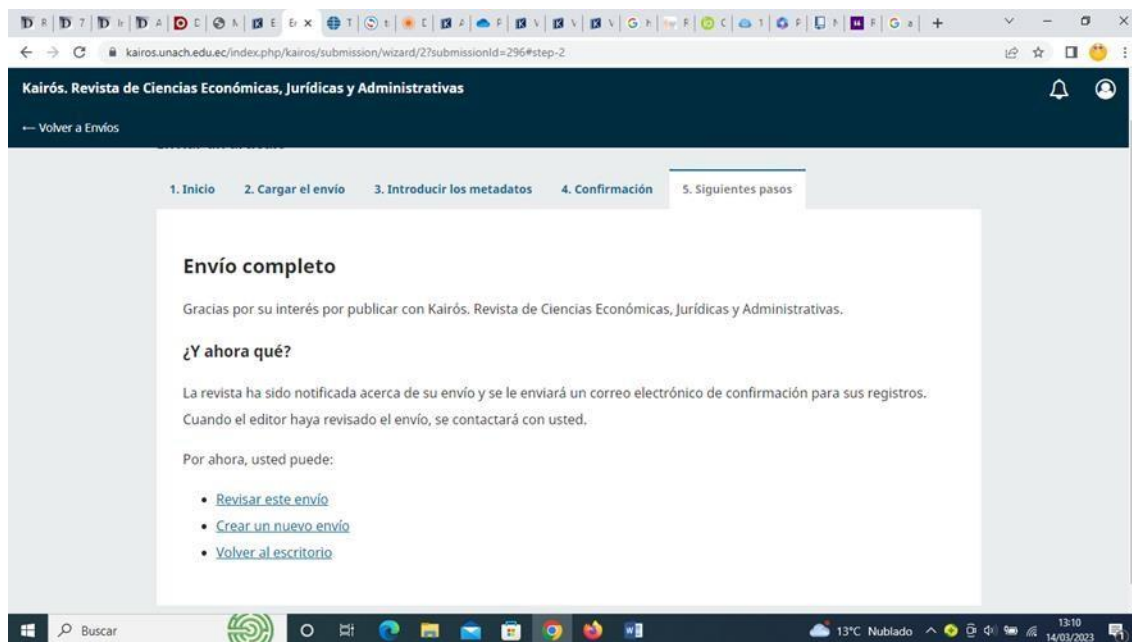 kairos.unach.edu.ec/index.php/kairos/submission/wizard/2?submissionId=296#step-2
Kairós. Revista de Ciencias Económicas, Jurídicas y Administrativas
← Volver a Envíos
1. Inicio 2. Cargar el envío 3. Introducir los metadatos 4. Confirmación 5. Siguientes pasos
Envío completo
Gracias por su interés por publicar con Kairós. Revista de Ciencias Económicas, Jurídicas y Administrativas.
¿Y ahora qué?
La revista ha sido notificada acerca de su envío y se le enviará un correo electrónico de confirmación para sus registros.
Cuando el editor haya revisado el envío, se contactará con usted.
Por ahora, usted puede:
• Revisar este envío
• Crear un nuevo envío
• Volver al escritorio
Buscar
13°C Nublado
13:10
14/03/2023